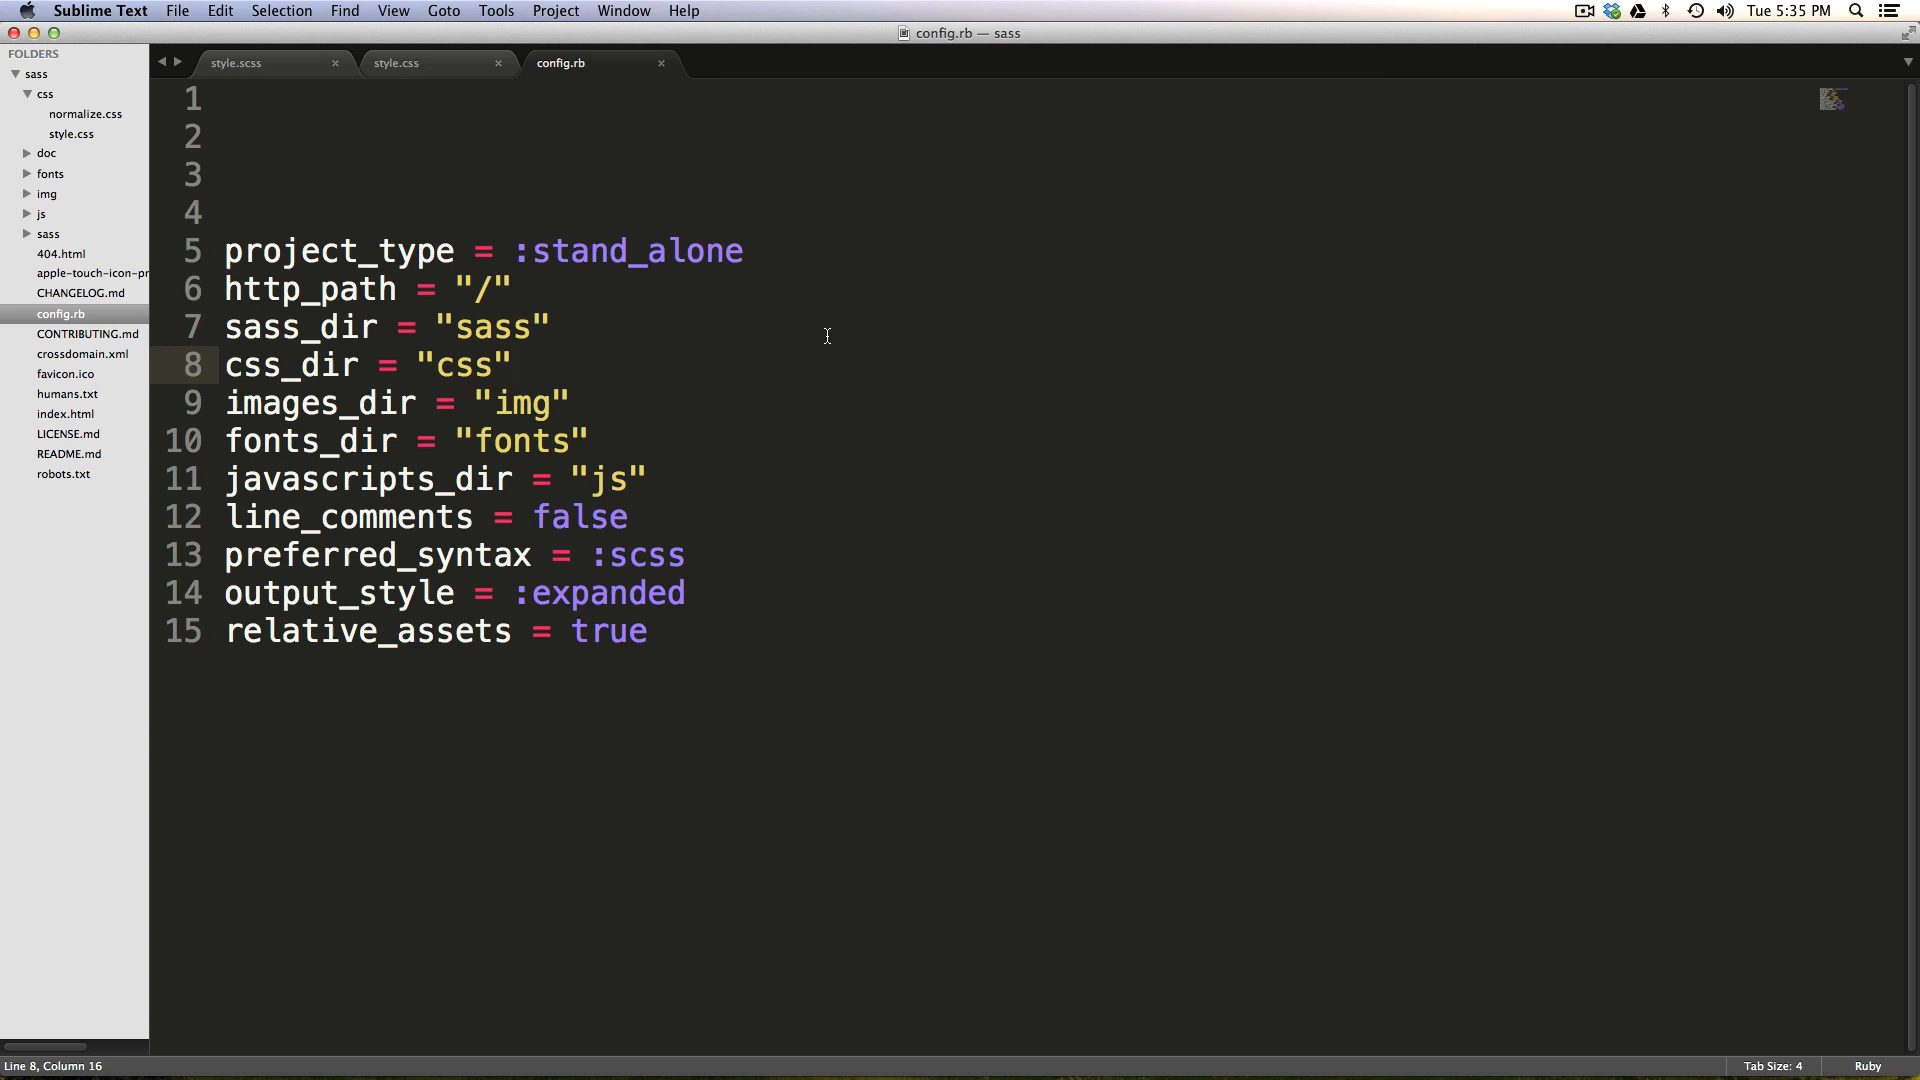 Sublime Text File Edit Selection Find View Goto Tools Project Window Help Tue 5:35 PM
config.rb — sass
FOLDERS
sass
css
normalize.css
style.css
doc
fonts
img
js
sass
404.html
apple-touch-icon-pr
CHANGELOG.md
config.rb
CONTRIBUTING.md
crossdomain.xml
favicon.ico
humans.txt
index.html
LICENSE.md
README.md
robots.txt
style.scss × style.css × config.rb ×
1
2
3
4
5 project_type = :stand_alone
6 http_path = "/"
7 sass_dir = "sass"
8 css_dir = "css"
9 images_dir = "img"
10 fonts_dir = "fonts"
11 javascripts_dir = "js"
12 line_comments = false
13 preferred_syntax = :scss
14 output_style = :expanded
15 relative_assets = true
Line 8, Column 16 Tab Size: 4 Ruby